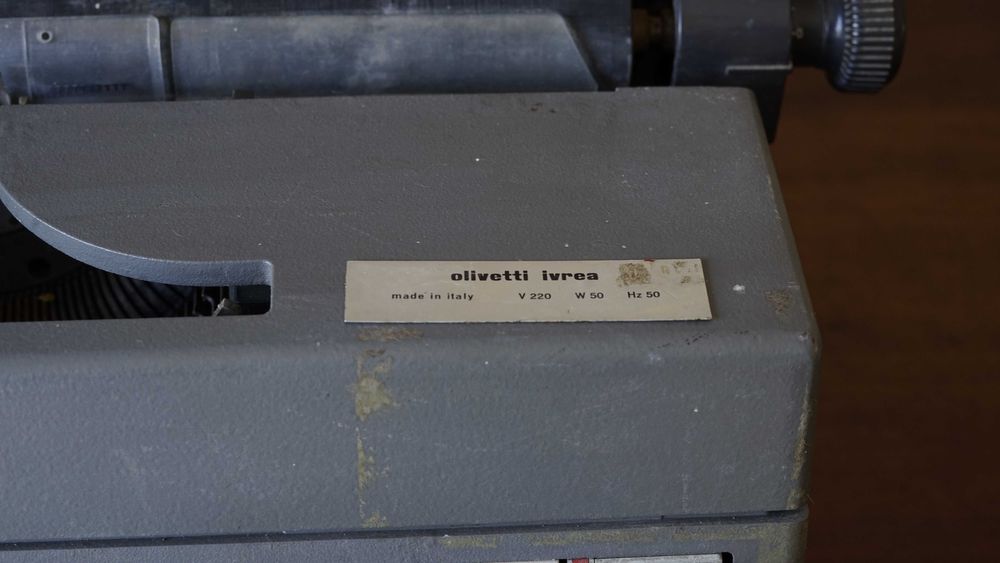 olivetti ivrea
made in italy V 220 W 50 Hz 50